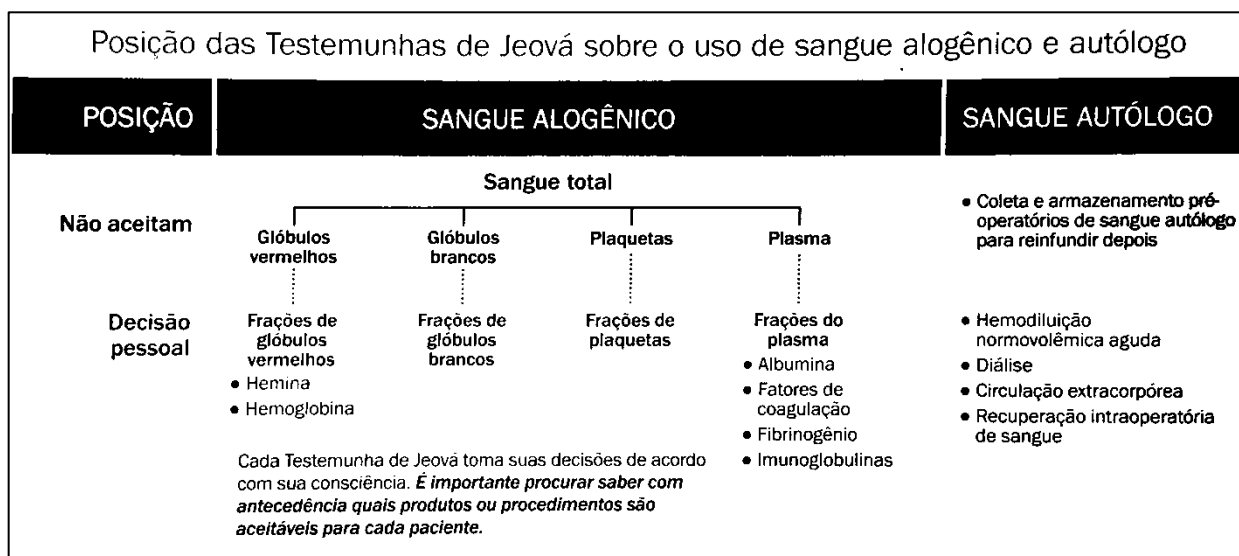 Posição das Testemunhas de Jeová sobre o uso de sangue alogênico e autólogo
POSIÇÃO
SANGUE ALOGÊNICO
SANGUE AUTÓLOGO
Sangue total
Não aceitam
Glóbulos
vermelhos
Glóbulos
brancos
Plaquetas
Plasma
• Coleta e armazenamento pré-
operatórios de sangue autólogo
para reinfundir depois
Decisão
pessoal
Frações de
glóbulos
vermelhos
• Hemina
• Hemoglobina
Frações de
glóbulos
brancos
Frações de
plaquetas
Frações do
plasma
• Albumina
• Fatores de
coagulação
• Fibrinogênio
• Imunoglobulinas
• Hemodiluição
normovolêmica aguda
• Diálise
• Circulação extracorpórea
• Recuperação intraoperatória
de sangue
Cada Testemunha de Jeová toma suas decisões de acordo
com sua consciência. É importante procurar saber com
antecedência quais produtos ou procedimentos são
aceitáveis para cada paciente.